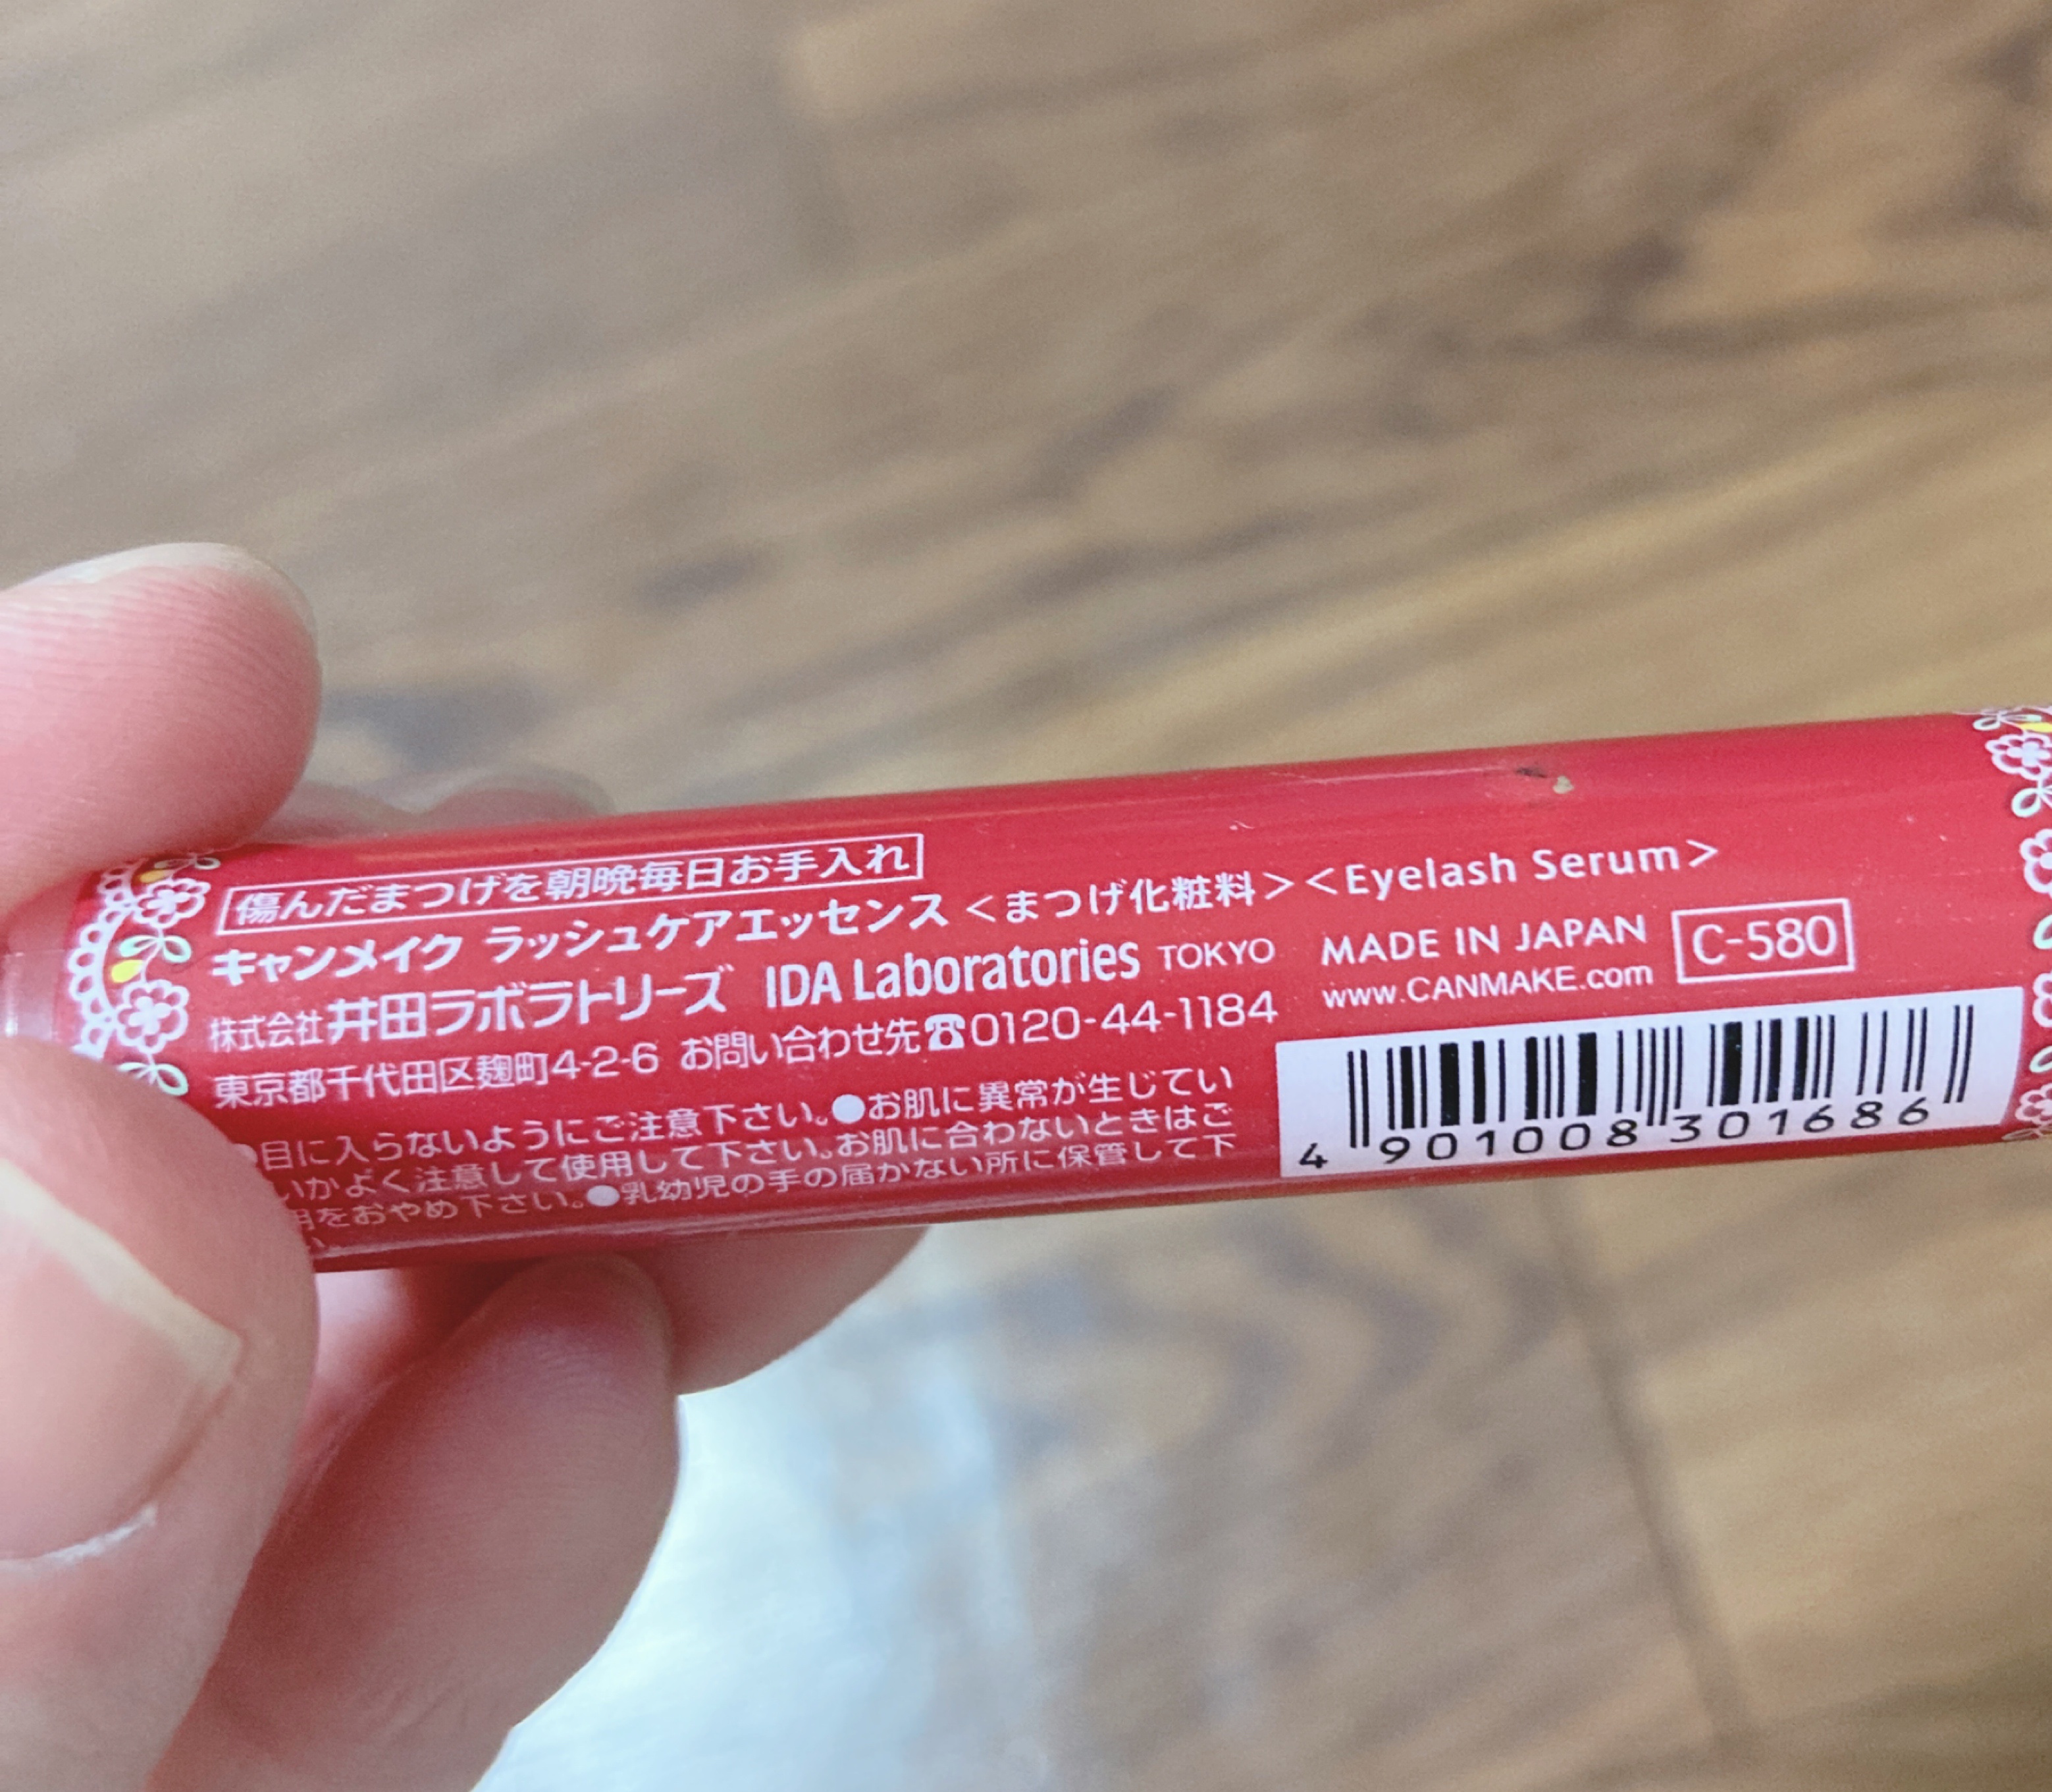 傷んだまつげを朝晩毎日お手入れ
キャンメイク ラッシュケアエッセンス <まつげ化粧料> <Eyelash Serum>
株式会社井田ラボラトリーズ IDA Laboratories TOKYO
東京都千代田区麹町4-2-6 お問い合わせ先☎0120-44-1184
MADE IN JAPAN
www.CANMAKE.com
C-580
目に入らないようにご注意下さい。●お肌に異常が生じてい
いかよく注意して使用して下さい。お肌に合わないときはご
用をおやめ下さい。●乳幼児の手の届かない所に保管して下
い
4 901008 301686